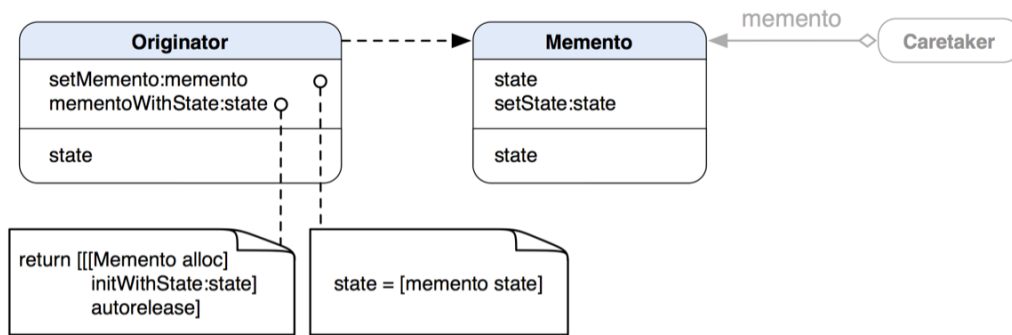 memento
Originator
Memento
Caretaker
setMemento:memento
mementoWithState:state
state
setState:state
state
state
return [[[Memento alloc]
initWithState:state]
autorelease]
state = [memento state]